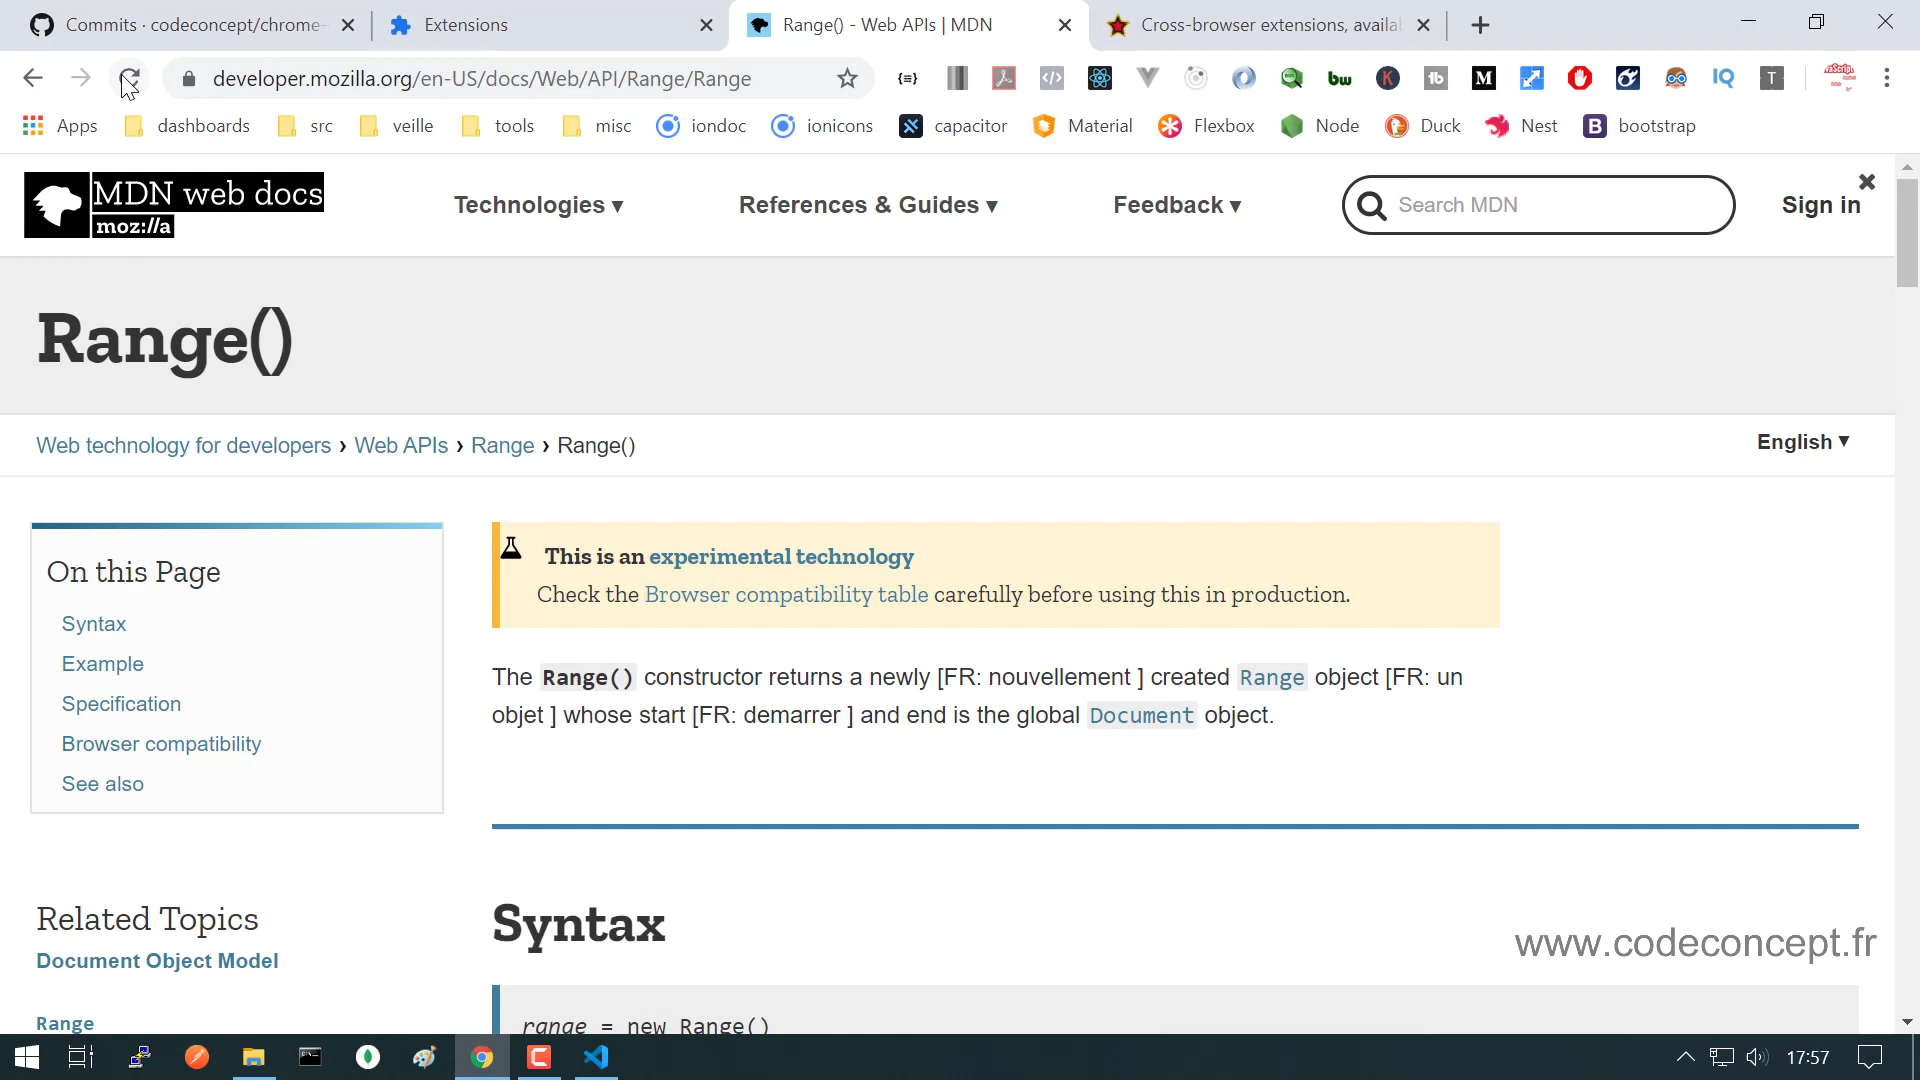 Commits · codeconcept/chrome-
Extensions
Range() - Web APIs | MDN
Cross-browser extensions, availa
developer.mozilla.org/en-US/docs/Web/API/Range/Range
Apps
dashboards
src
veille
tools
misc
iondoc
ionicons
capacitor
Material
Flexbox
Node
Duck
Nest
bootstrap
MDN web docs
moz://a
Technologies ▾
References & Guides ▾
Feedback ▾
Search MDN
Sign in
Range()
Web technology for developers › Web APIs › Range › Range()
English ▾
On this Page
Syntax
Example
Specification
Browser compatibility
See also
This is an experimental technology
Check the Browser compatibility table carefully before using this in production.
The Range() constructor returns a newly [FR: nouvellement ] created Range object [FR: un
objet ] whose start [FR: demarrer ] and end is the global Document object.
Related Topics
Document Object Model
Range
Syntax
range = new Range()
www.codeconcept.fr
17:57